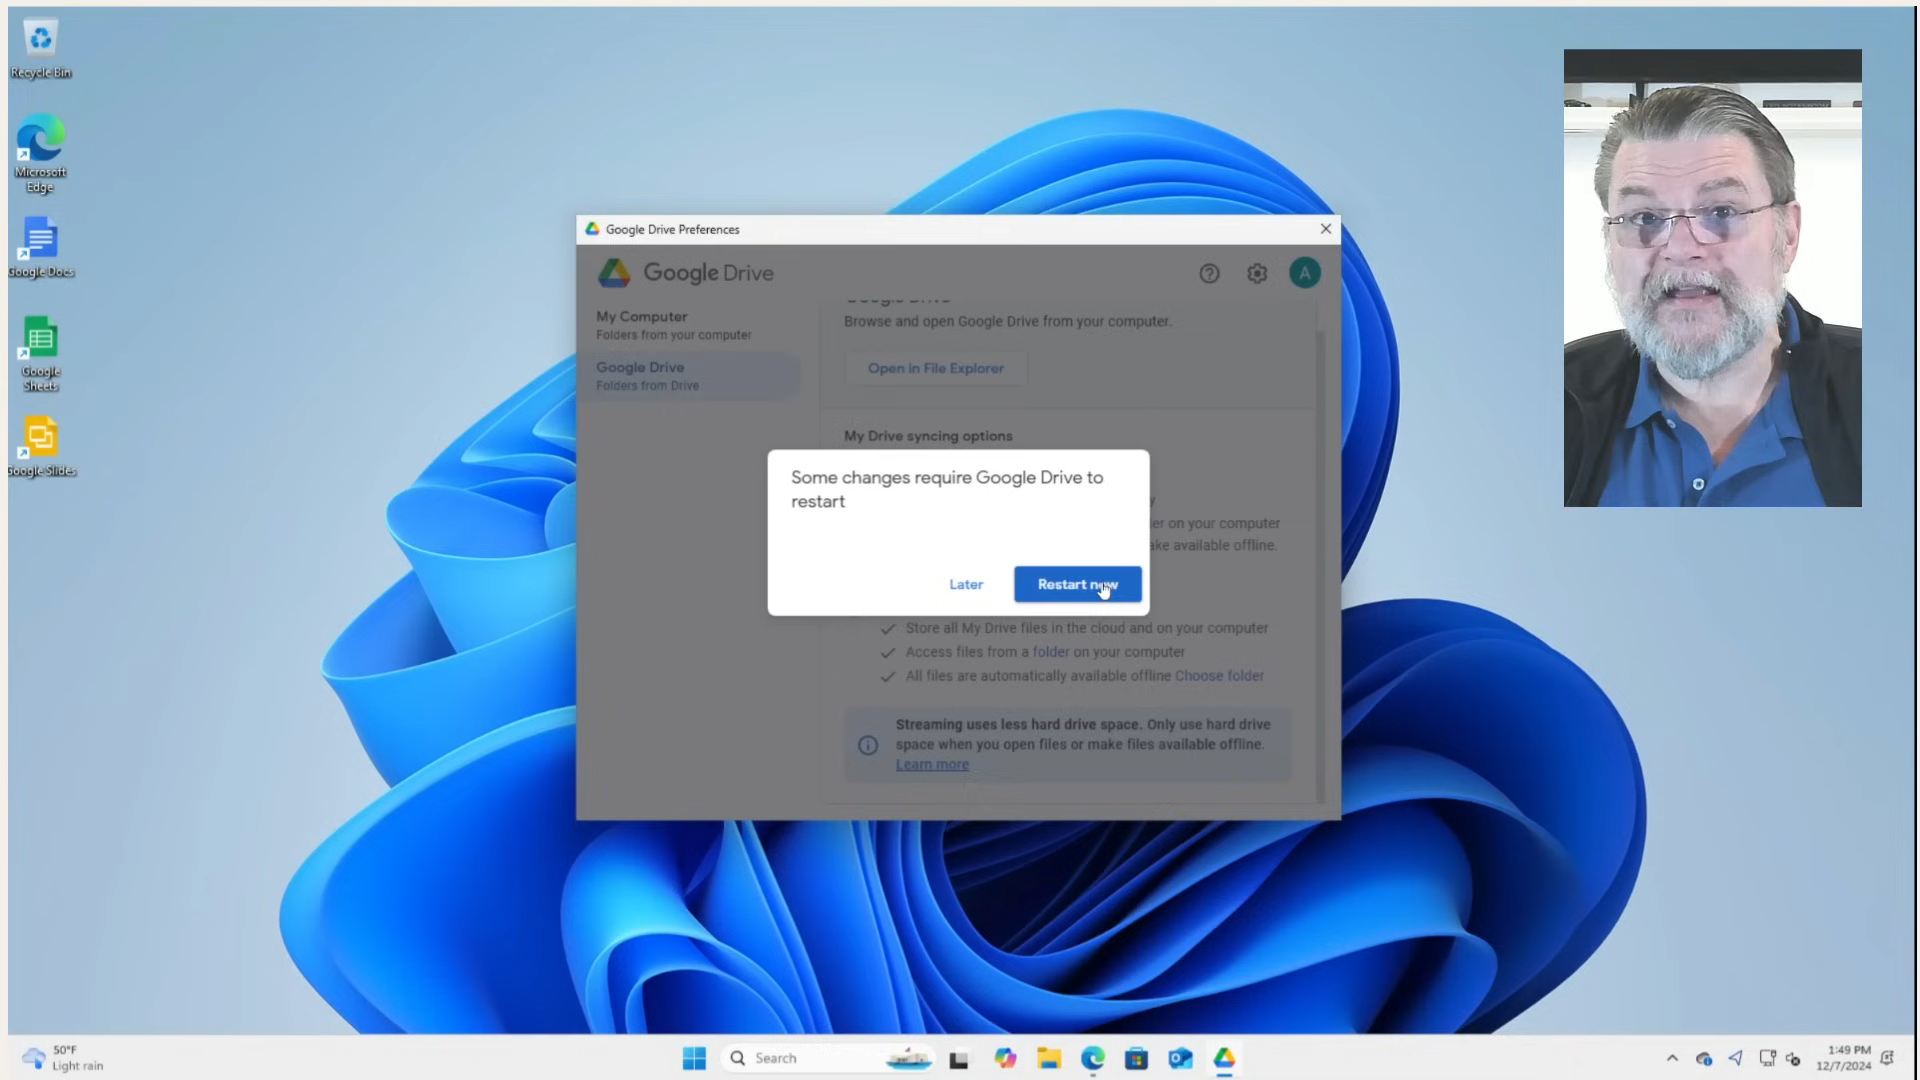 Recycle Bin
Microsoft
Edge
Google Docs
Google
Sheets
Google Slides
Google Drive Preferences
Google Drive
A
My Computer
Folders from your computer
Google Drive
Folders from Drive
Google Drive
Browse and open Google Drive from your computer.
Open in File Explorer
My Drive syncing options
Some changes require Google Drive to
restart
on your computer
available offline.
Later
Restart now
Store all My Drive files in the cloud and on your computer
Access files from a folder on your computer
All files are automatically available offline Choose folder
Streaming uses less hard drive space. Only use hard drive
space when you open files or make files available offline.
Learn more
50°F
Light rain
Search
1:49 PM
12/7/2024